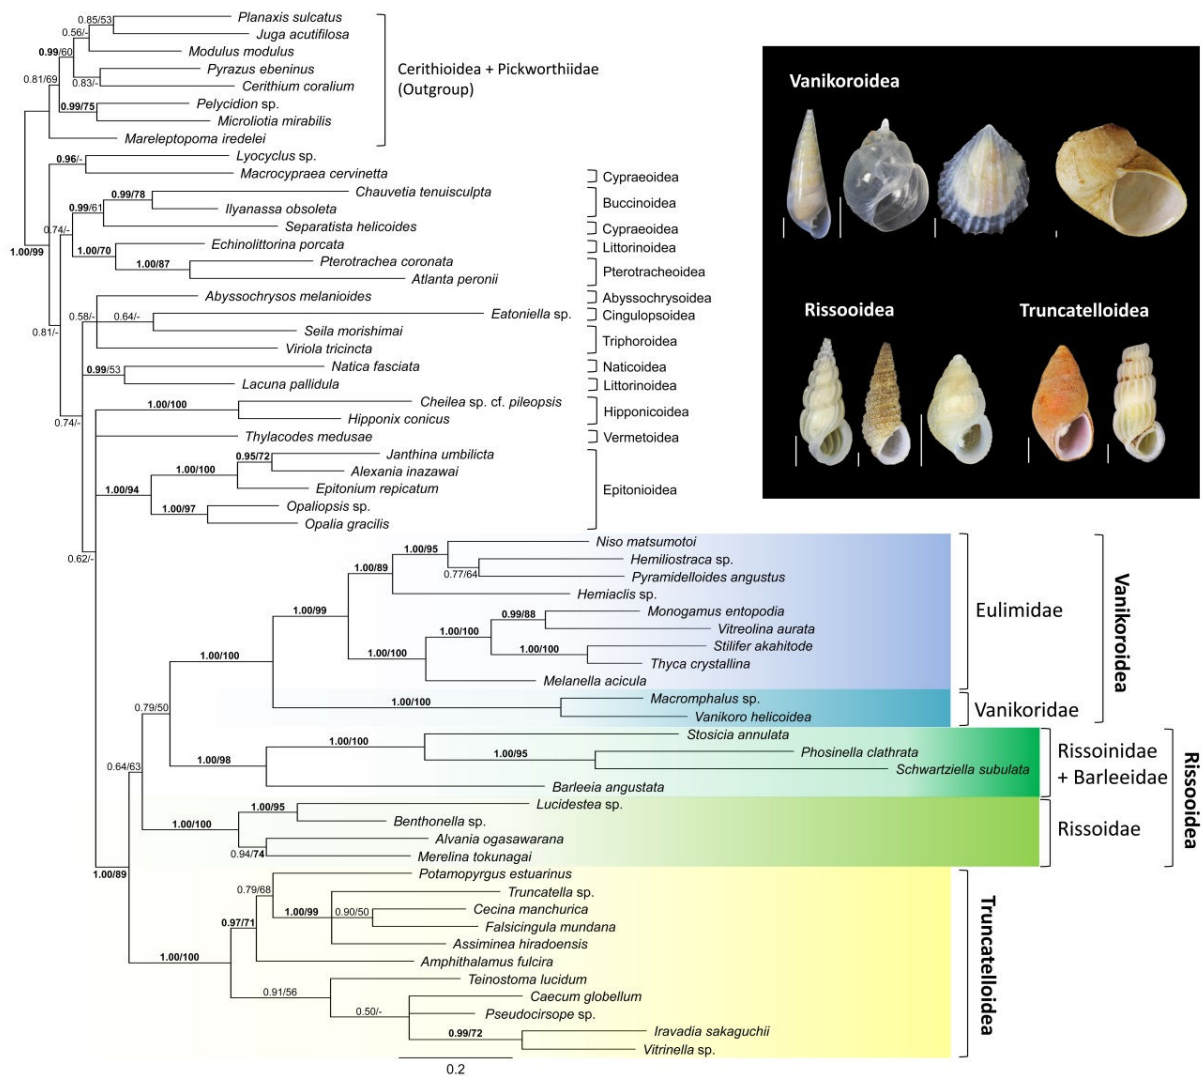 Planaxis sulcatus
0.85/53
Juga acutifilosa
0.56/-
Modulus modulus
0.99/60
Pyrazus ebeninus
0.81/69
0.83/-
Cerithium coralium
Cerithioidea + Pickworthiidae
(Outgroup)
Pelycidion sp.
0.99/75
Microliotia mirabilis
Mareleptopoma iredelei
Lyocyclus sp.
0.96/-
Macrocypraea cervinetta
Cypraeoidea
Chauvetia tenuisculpta
0.99/78
Buccinoidea
0.99/61
Ilyanassa obsoleta
Separatista helicoides
Cypraeoidea
0.74/-
Echinolittorina porcata
Littorinoidea
1.00/99
1.00/70
Pterotrachea coronata
1.00/87
Pterotracheoidea
Atlanta peronii
Abyssochrysos melanioides
Abyssochrysoidea
0.58/-
0.64/-
Eatoniella sp.
Cingulopsoidea
0.81/-
Seila morishimai
Triphoroidea
Viriola tricincta
Natica fasciata
Naticoidea
0.99/53
Lacuna pallidula
Littorinoidea
Cheilea sp. cf. pileopsis
1.00/100
Hipponicoidea
Hipponix conicus
0.74/-
Thylacodes medusae
Vermetoidea
Janthina umbilicta
0.95/72
1.00/100
Alexania inazawai
Epitonium repicatum
Epitonioidea
1.00/94
Opaliopsis sp.
1.00/97
Opalia gracilis
0.62/-
Niso matsumotoi
1.00/95
Hemiliostraca sp.
1.00/89
0.77/64
Pyramidelloides angustus
Hemiaclis sp.
1.00/99
Monogamus entopodia
0.99/88
Eulimidae
Vitreolina aurata
1.00/100
Stilifer akahitode
1.00/100
1.00/100
Thyca crystallina
1.00/100
Melanella acicula
Vanikoroidea
Macromphalus sp.
1.00/100
Vanikoridae
Vanikoro helicoidea
0.79/50
Stosicia annulata
1.00/100
Phosinella clathrata
1.00/95
Schwartziella subulata
1.00/98
Rissoinidae
+ Barleeidae
0.64/63
Barleeia angustata
Rissooidea
Lucidestea sp.
1.00/95
Benthonella sp.
1.00/100
Rissoidae
Alvania ogasawarana
0.94/74
Merelina tokunagai
1.00/89
Potamopyrgus estuarinus
0.79/68
Truncatella sp.
1.00/99
0.90/50
Cecina manchurica
0.97/71
Falsicingula mundana
Assiminea hiradoensis
1.00/100
Amphithalamus fulcira
Truncatelloidea
Teinostoma lucidum
0.91/56
Caecum globellum
0.50/-
Pseudocirsope sp.
0.99/72
Iravadia sakaguchii
Vitrinella sp.
0.2
Vanikoroidea
Rissooidea
Truncatelloidea